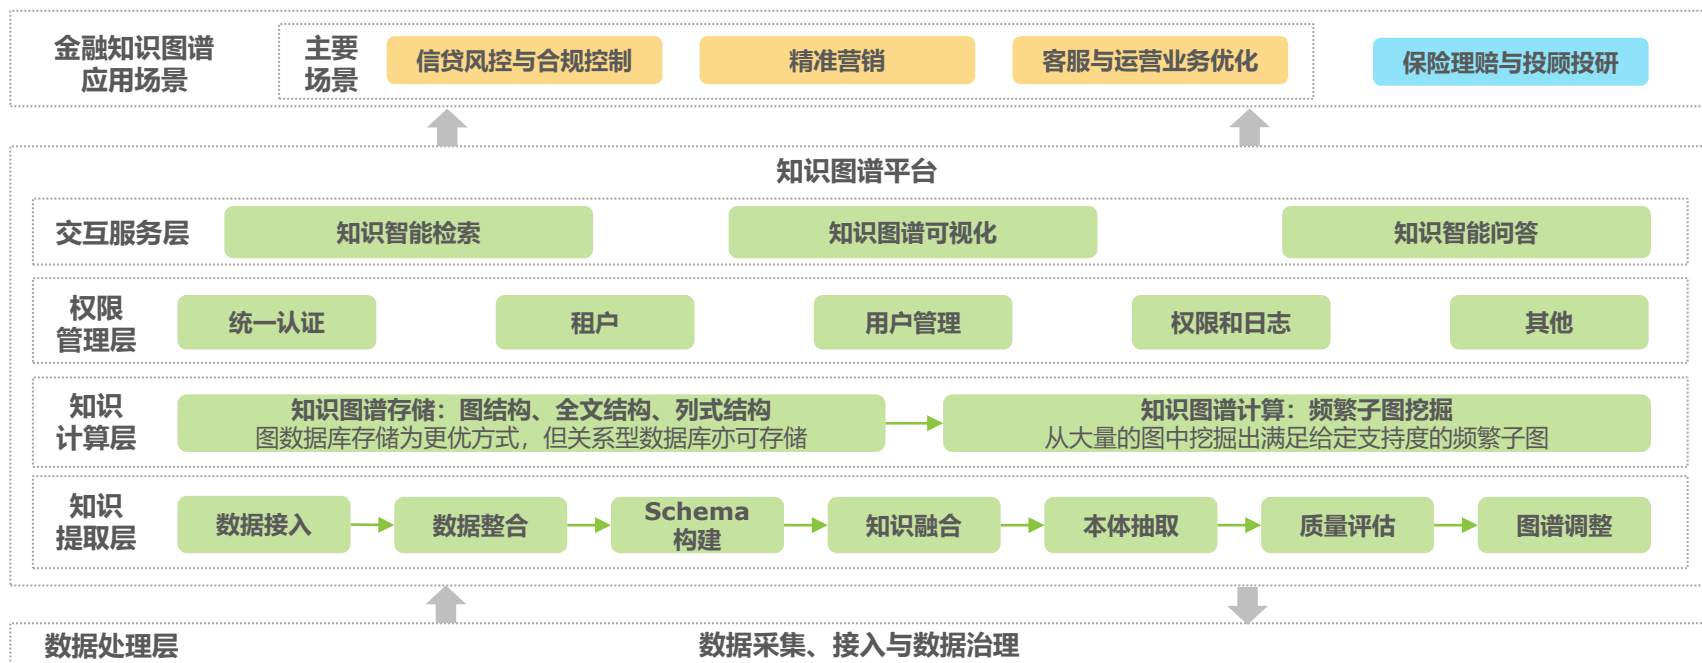 金融知识图谱
应用场景
主要
场景
信贷风控与合规控制
精准营销
客服与运营业务优化
保险理赔与投顾投研
知识图谱平台
交互服务层
知识智能检索
知识图谱可视化
知识智能问答
权限
管理层
统一认证
租户
用户管理
权限和日志
其他
知识
计算层
知识图谱存储：图结构、全文结构、列式结构
图数据库存储为更优方式，但关系型数据库亦可存储
知识图谱计算：频繁子图挖掘
从大量的图中挖掘出满足给定支持度的频繁子图
知识
提取层
数据接入
数据整合
Schema
构建
知识融合
本体抽取
质量评估
图谱调整
数据处理层
数据采集、接入与数据治理